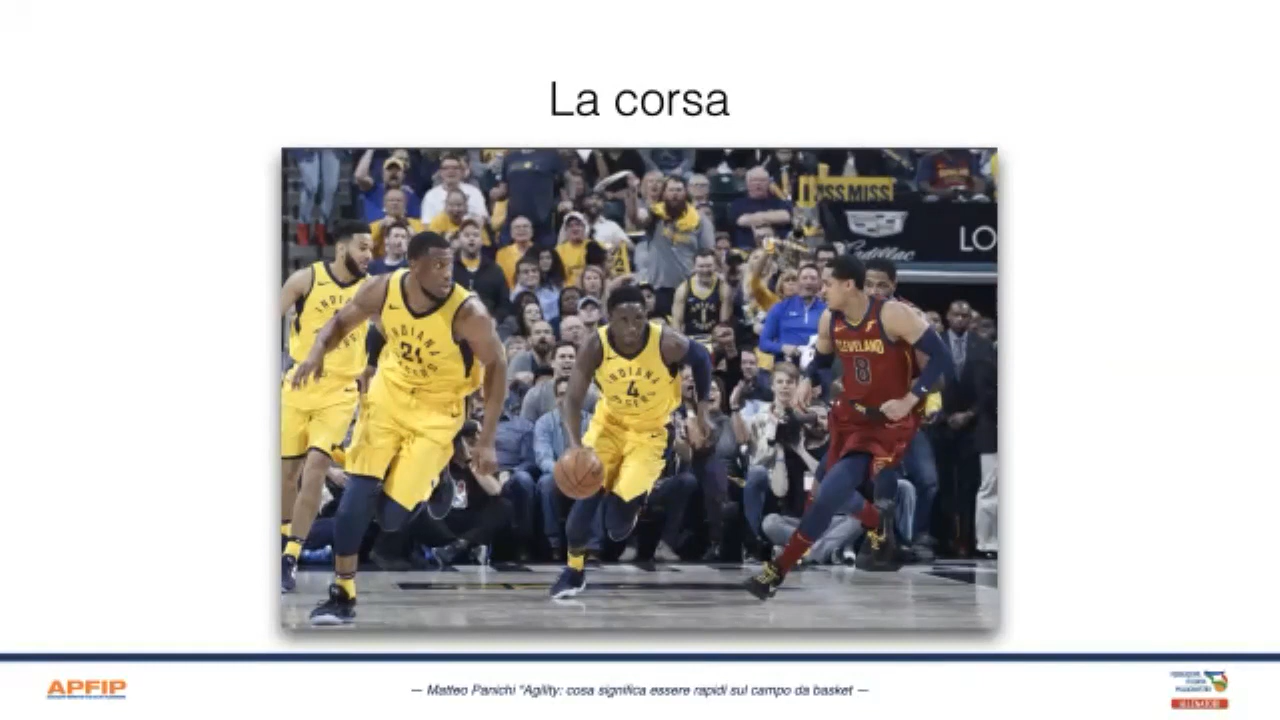 La corsa
SS MISS
Cadillac
LO
INDIANA
21
INDIANA
4
CLEVELAND
8
APFIP
— Matteo Panichi "Agility: cosa significa essere rapidi sul campo da basket —